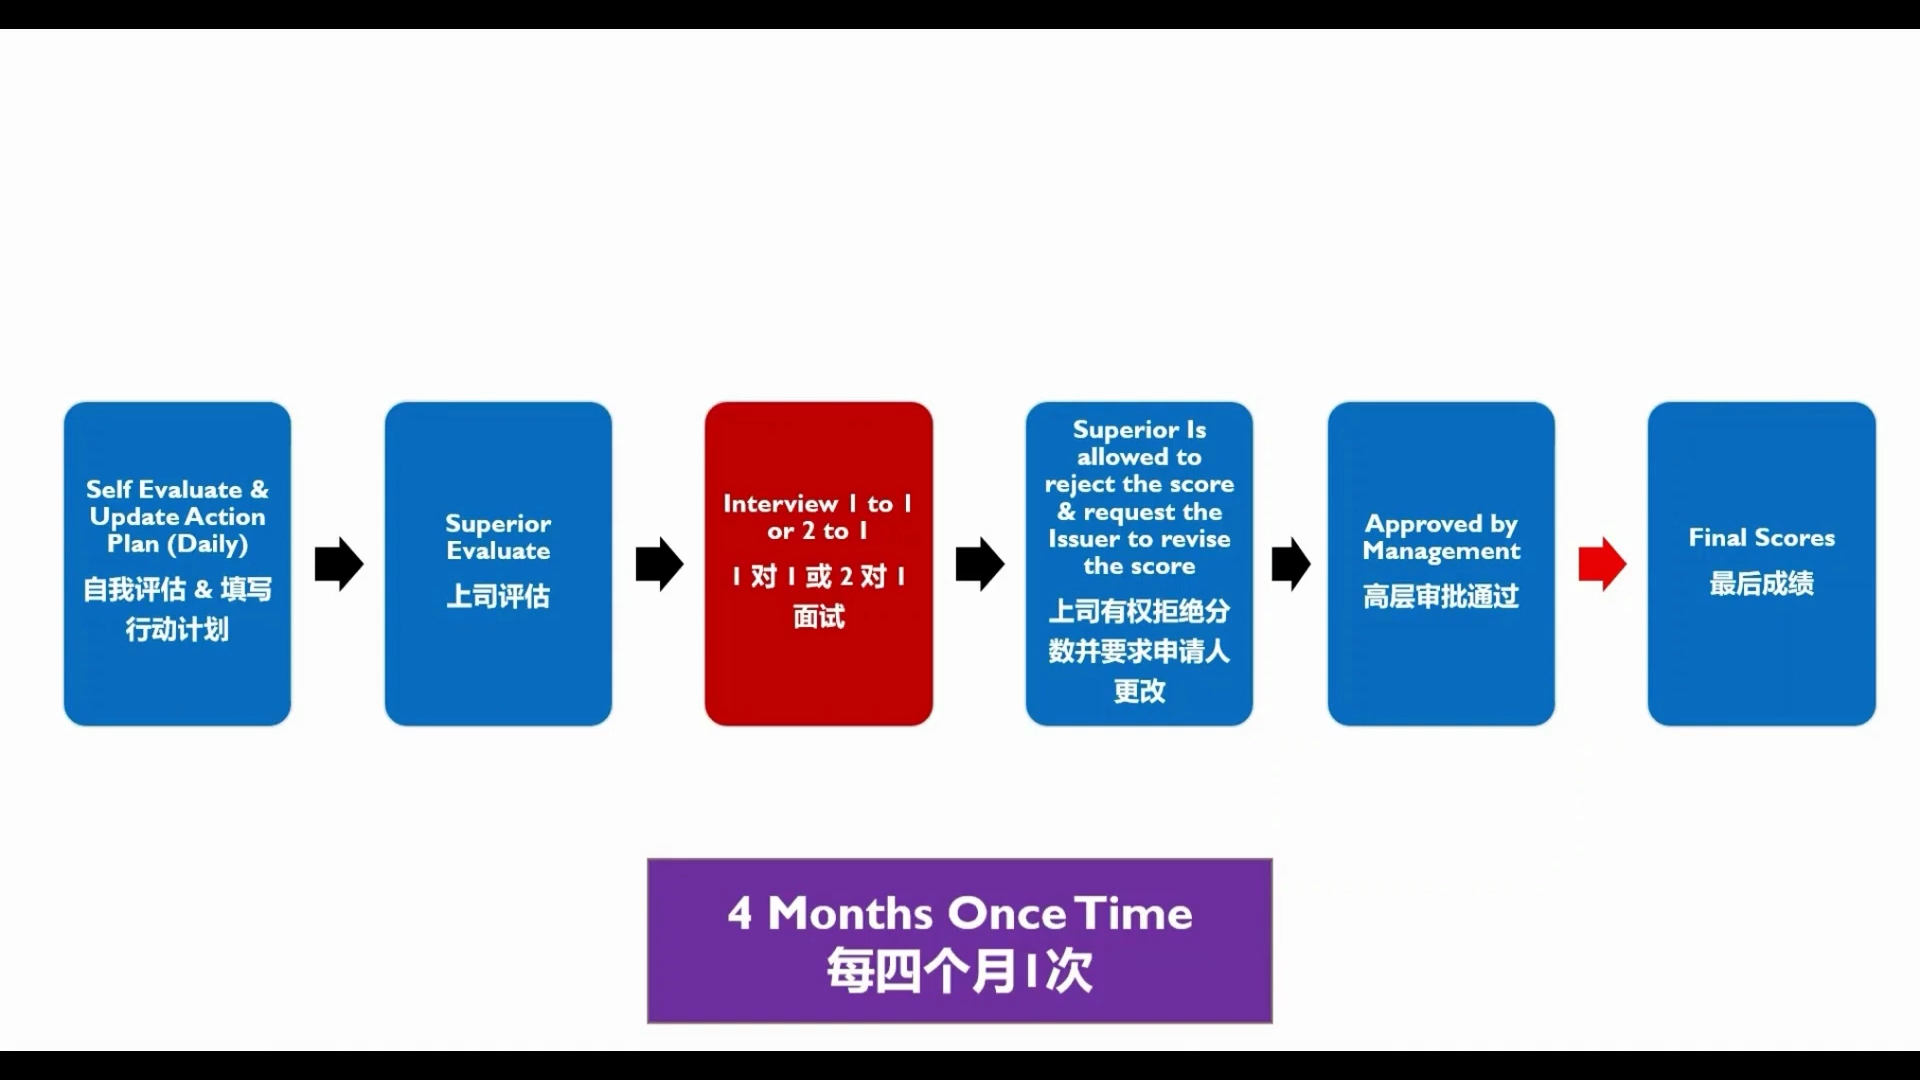 Self Evaluate &
Update Action
Plan (Daily)
自我评估 & 填写
行动计划
Superior
Evaluate
上司评估
Interview 1 to 1
or 2 to 1
1 对 1 或 2 对 1
面试
Superior Is
allowed to
reject the score
& request the
Issuer to revise
the score
上司有权拒绝分
数并要求申请人
更改
Approved by
Management
高层审批通过
Final Scores
最后成绩
4 Months Once Time
每四个月1次